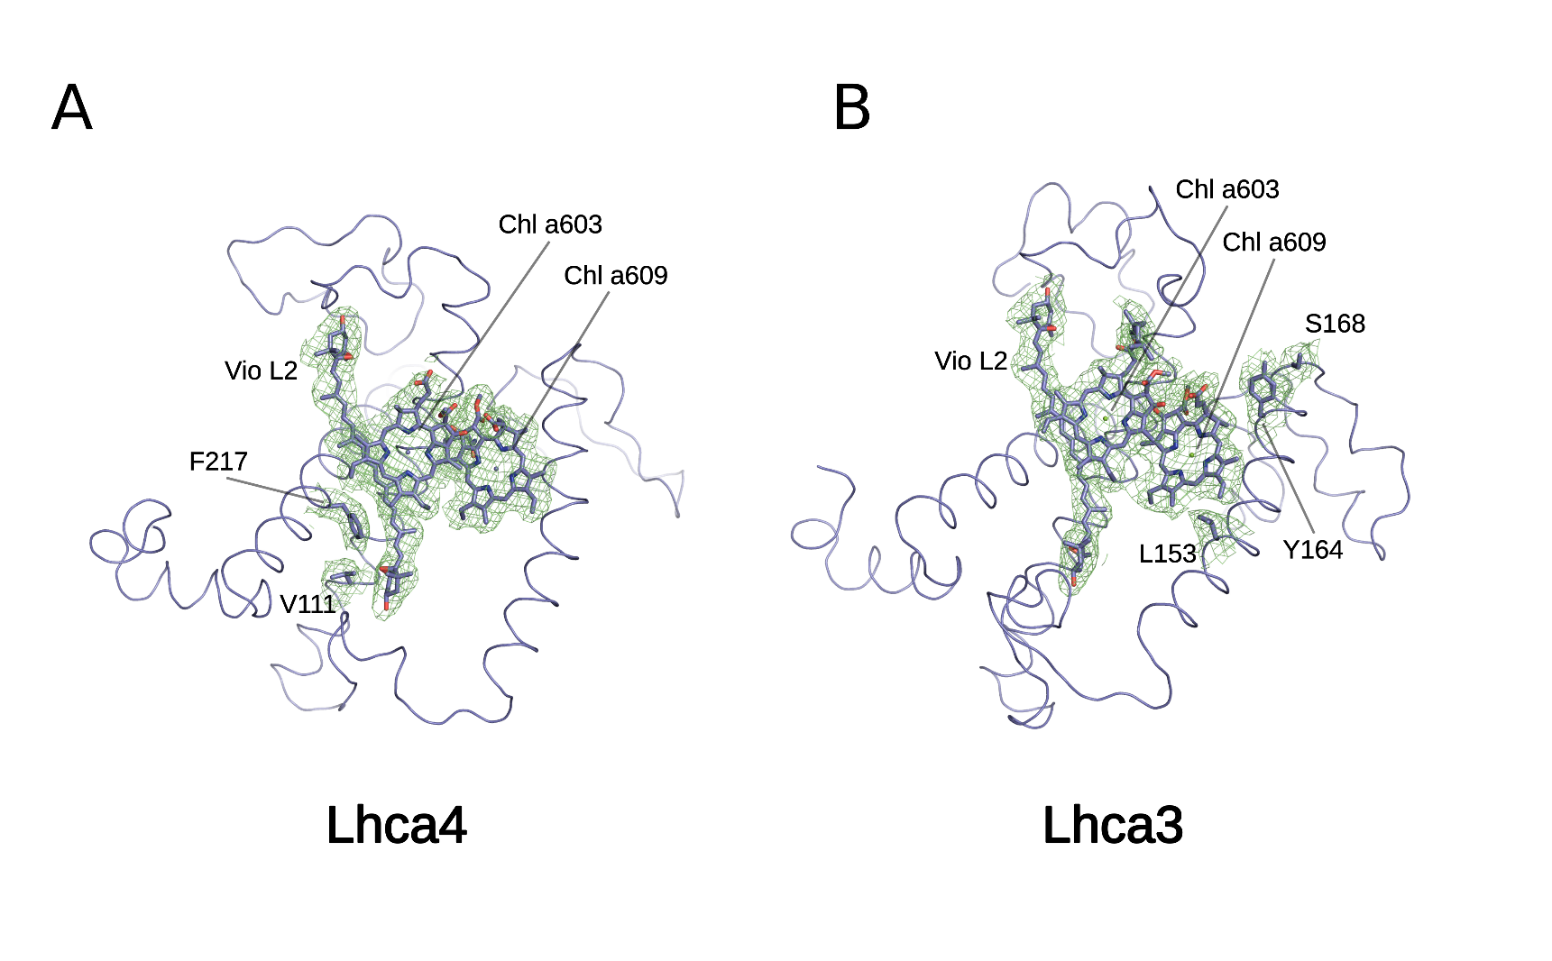 A
B
Chl a603
Chl a609
Vio L2
F217
V111
Lhca4
Chl a603
Chl a609
S168
Vio L2
L153
Y164
Lhca3